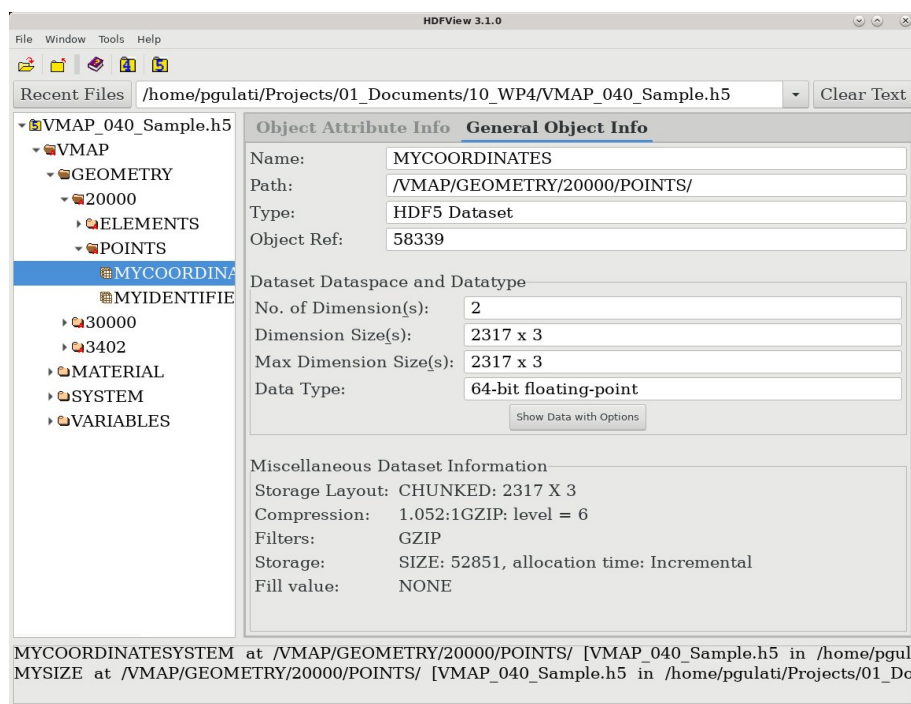 HDFView 3.1.0
File Window Tools Help
Recent Files /home/pgulati/Projects/01_Documents/10_WP4/VMAP_040_Sample.h5 Clear Text
VMAP_040_Sample.h5
VMAP
GEOMETRY
20000
ELEMENTS
POINTS
MYCOORDINA
MYIDENTIFIE
30000
3402
MATERIAL
SYSTEM
VARIABLES
Object Attribute Info General Object Info
Name: MYCOORDINATES
Path: /VMAP/GEOMETRY/20000/POINTS/
Type: HDF5 Dataset
Object Ref: 58339
Dataset Dataspace and Datatype
No. of Dimension(s): 2
Dimension Size(s): 2317 x 3
Max Dimension Size(s): 2317 x 3
Data Type: 64-bit floating-point
Show Data with Options
Miscellaneous Dataset Information
Storage Layout: CHUNKED: 2317 X 3
Compression: 1.052:1GZIP: level = 6
Filters: GZIP
Storage: SIZE: 52851, allocation time: Incremental
Fill value: NONE
MYCOORDINATESYSTEM at /VMAP/GEOMETRY/20000/POINTS/ [VMAP_040_Sample.h5 in /home/pgul
MYSIZE at /VMAP/GEOMETRY/20000/POINTS/ [VMAP_040_Sample.h5 in /home/pgulati/Projects/01_Do